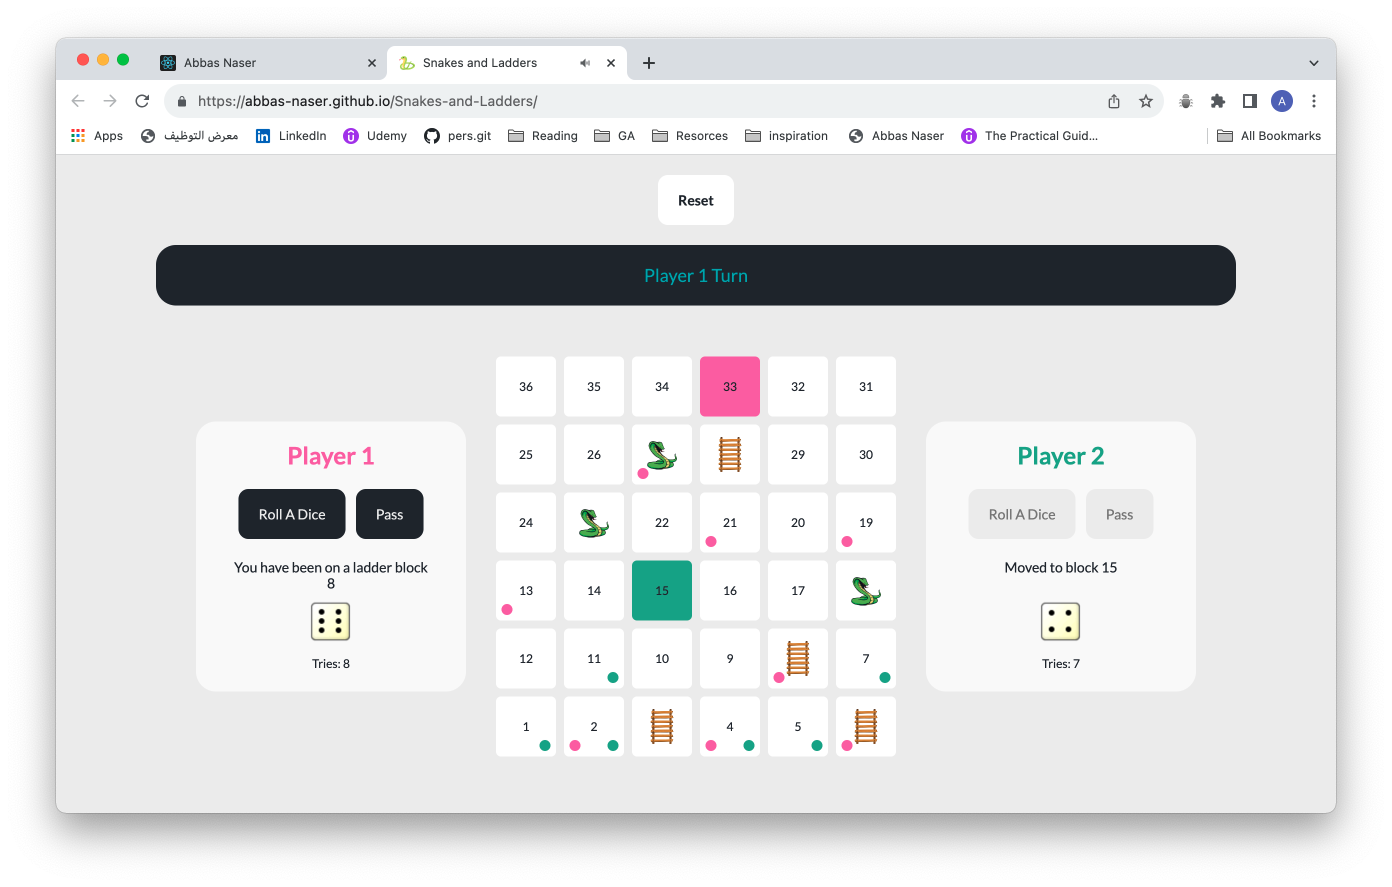 Abbas Naser
Snakes and Ladders
https://abbas-naser.github.io/Snakes-and-Ladders/
A
Apps
معرض التوظيف
LinkedIn
Udemy
pers.git
Reading
GA
Resorces
inspiration
Abbas Naser
The Practical Guid...
All Bookmarks
Reset
Player 1 Turn
36 35 34 33 32 31
25 26 29 30
24 22 21 20 19
13 14 15 16 17
12 11 10 9 7
1 2 4 5
Player 1
Roll A Dice
Pass
You have been on a ladder block
8
Tries: 8
Player 2
Roll A Dice
Pass
Moved to block 15
Tries: 7